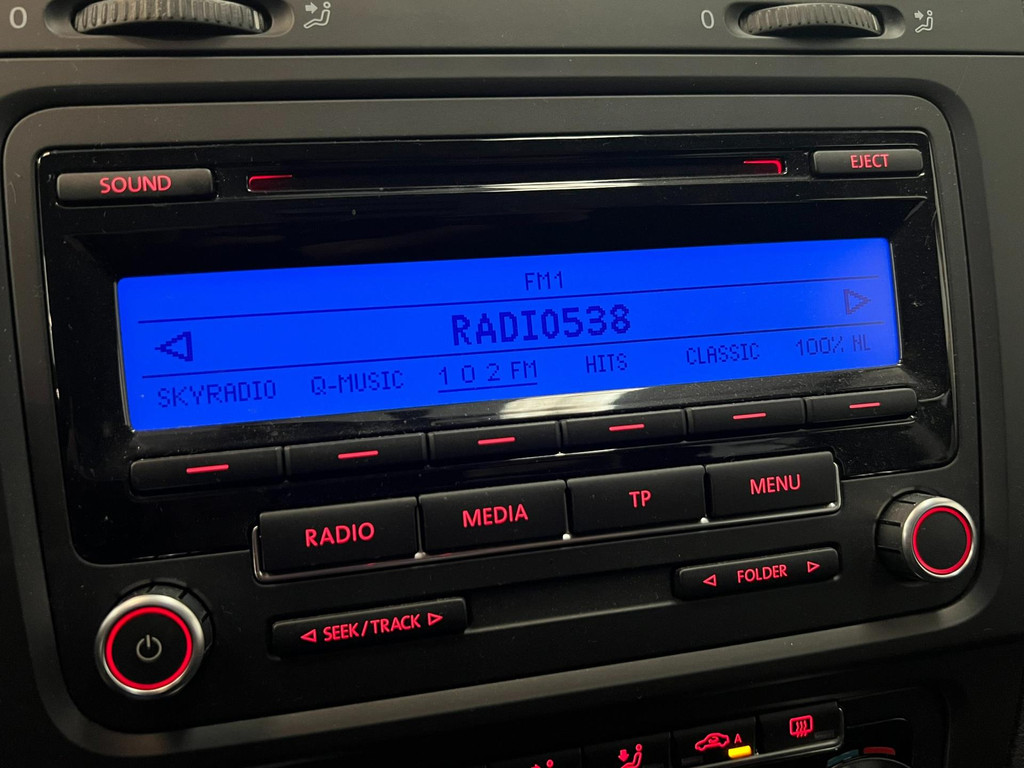 0
0
SOUND
EJECT
FM1
RADIO538
SKYRADIO Q-MUSIC 1 0 2 FM HITS CLASSIC 100% NL
RADIO MEDIA TP MENU
FOLDER
SEEK/TRACK
A